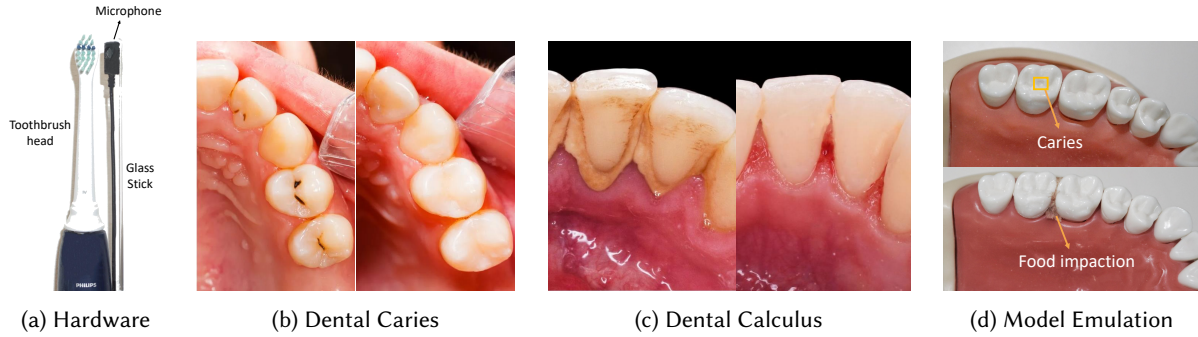 Microphone
Toothbrush
head
Glass
Stick
PHILIPS
Caries
Food impaction
(a) Hardware
(b) Dental Caries
(c) Dental Calculus
(d) Model Emulation